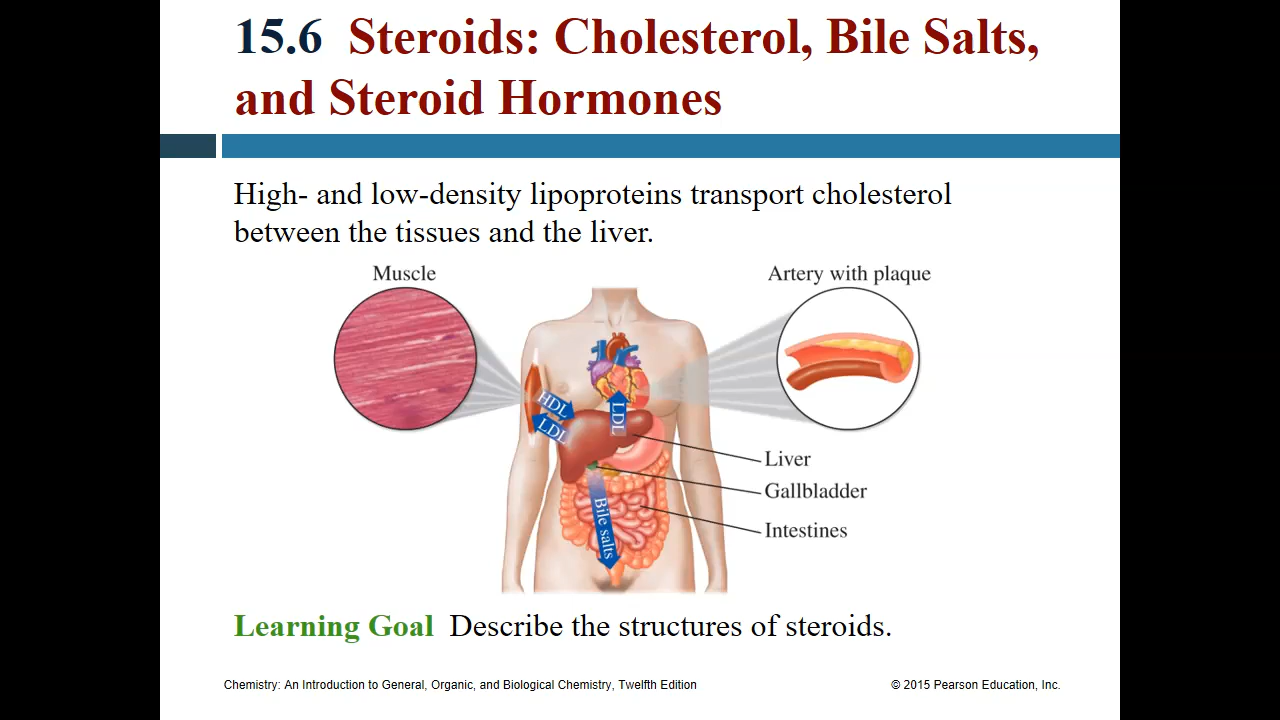 15.6 Steroids: Cholesterol, Bile Salts,
and Steroid Hormones
High- and low-density lipoproteins transport cholesterol
between the tissues and the liver.
Muscle
Artery with plaque
HDL
LDL
LDL
Liver
Gallbladder
Bile salts
Intestines
Learning Goal Describe the structures of steroids.
Chemistry: An Introduction to General, Organic, and Biological Chemistry, Twelfth Edition
© 2015 Pearson Education, Inc.